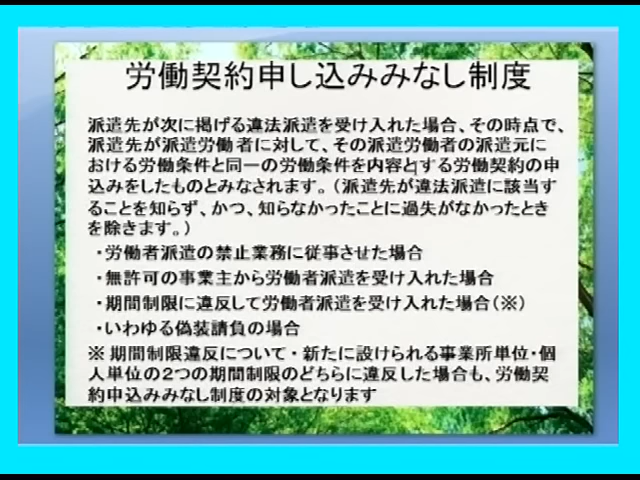 労働契約申し込みみなし制度
派遣先が次に掲げる違法派遣を受け入れた場合、その時点で、
派遣先が派遣労働者に対して、その派遣労働者の派遣元に
おける労働条件と同一の労働条件を内容とする労働契約の申
込みをしたものとみなされます。（派遣先が違法派遣に該当す
ることを知らず、かつ、知らなかったことに過失がなかったとき
を除きます。）
・労働者派遣の禁止業務に従事させた場合
・無許可の事業主から労働者派遣を受け入れた場合
・期間制限に違反して労働者派遣を受け入れた場合（※）
・いわゆる偽装請負の場合
※期間制限違反について・新たに設けられる事業所単位・個
人単位の２つの期間制限のどちらに違反した場合も、労働契
約申込みみなし制度の対象となります